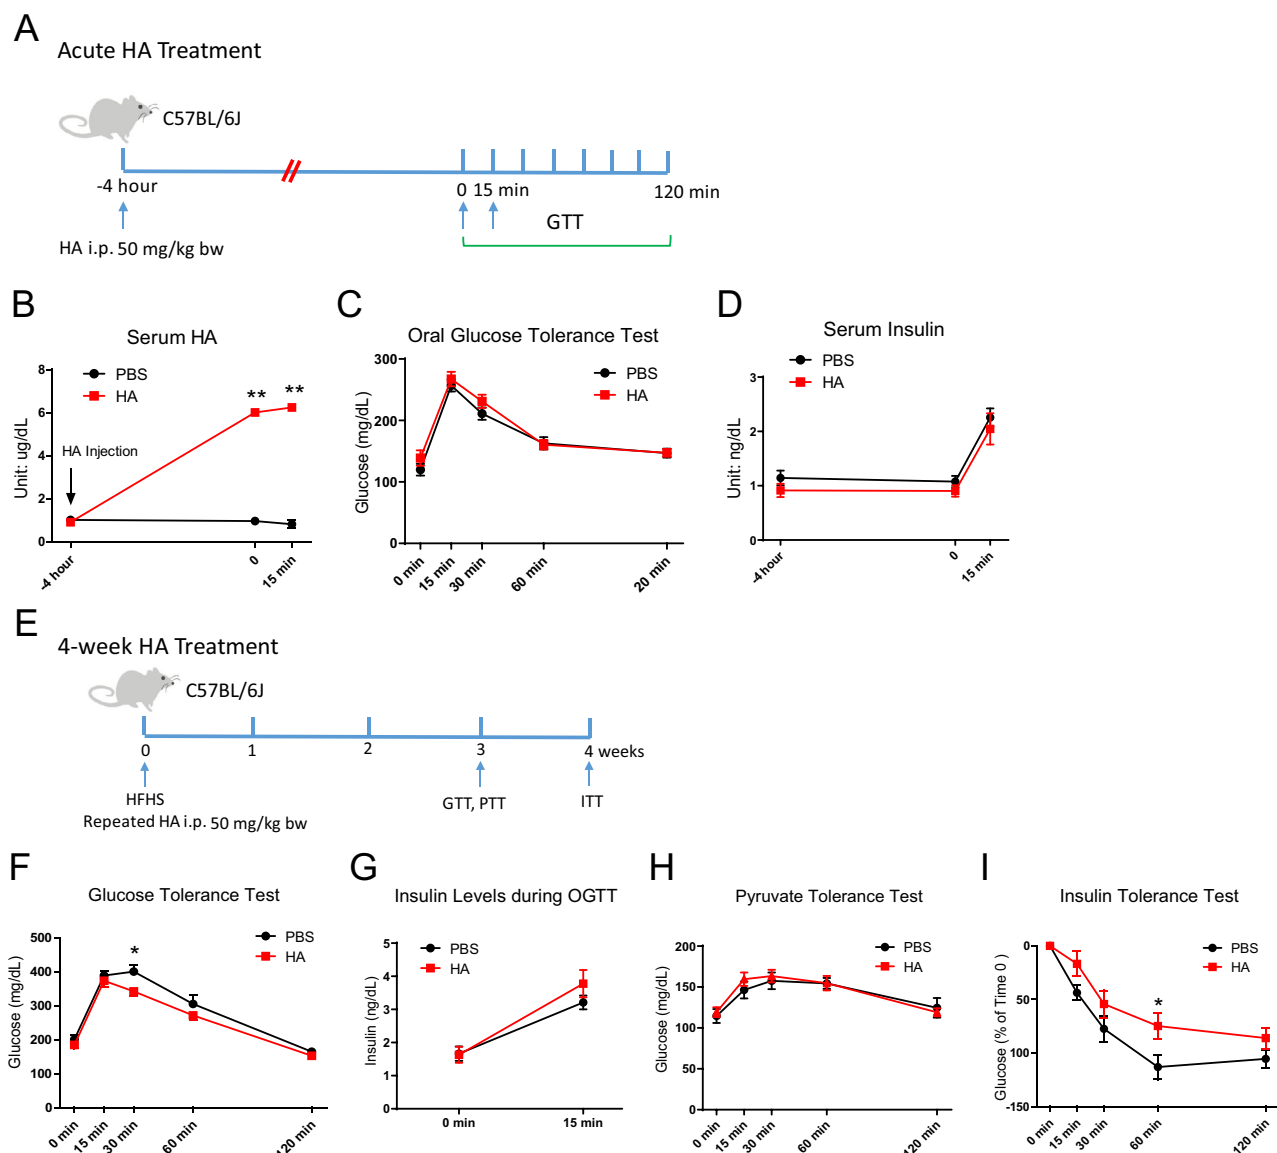 A
Acute HA Treatment
C57BL/6J
-4 hour
0 15 min
120 min
GTT
HA i.p. 50 mg/kg bw
B
Serum HA
PBS
HA
HA Injection
** **
Unit: ug/dL
8
6
4
2
0
-4 hour
0
15 min
C
Oral Glucose Tolerance Test
PBS
HA
Glucose (mg/dL)
300
200
100
0
0 min
15 min
30 min
60 min
20 min
D
Serum Insulin
PBS
HA
Unit: ng/dL
3
2
1
0
-4 hour
0
15 min
E
4-week HA Treatment
C57BL/6J
0 1 2 3 4 weeks
HFHS
Repeated HA i.p. 50 mg/kg bw
GTT, PTT
ITT
F
Glucose Tolerance Test
PBS
HA
*
Glucose (mg/dL)
500
400
300
200
100
0
0 min
15 min
30 min
60 min
120 min
G
Insulin Levels during OGTT
PBS
HA
Insulin (ng/dL)
5
4
3
2
1
0
0 min
15 min
H
Pyruvate Tolerance Test
PBS
HA
Glucose (mg/dL)
200
150
100
50
0
0 min
15 min
30 min
60 min
120 min
I
Insulin Tolerance Test
PBS
HA
*
Glucose (% of Time 0 )
0
50
100
-150
0 min
15 min
30 min
60 min
120 min